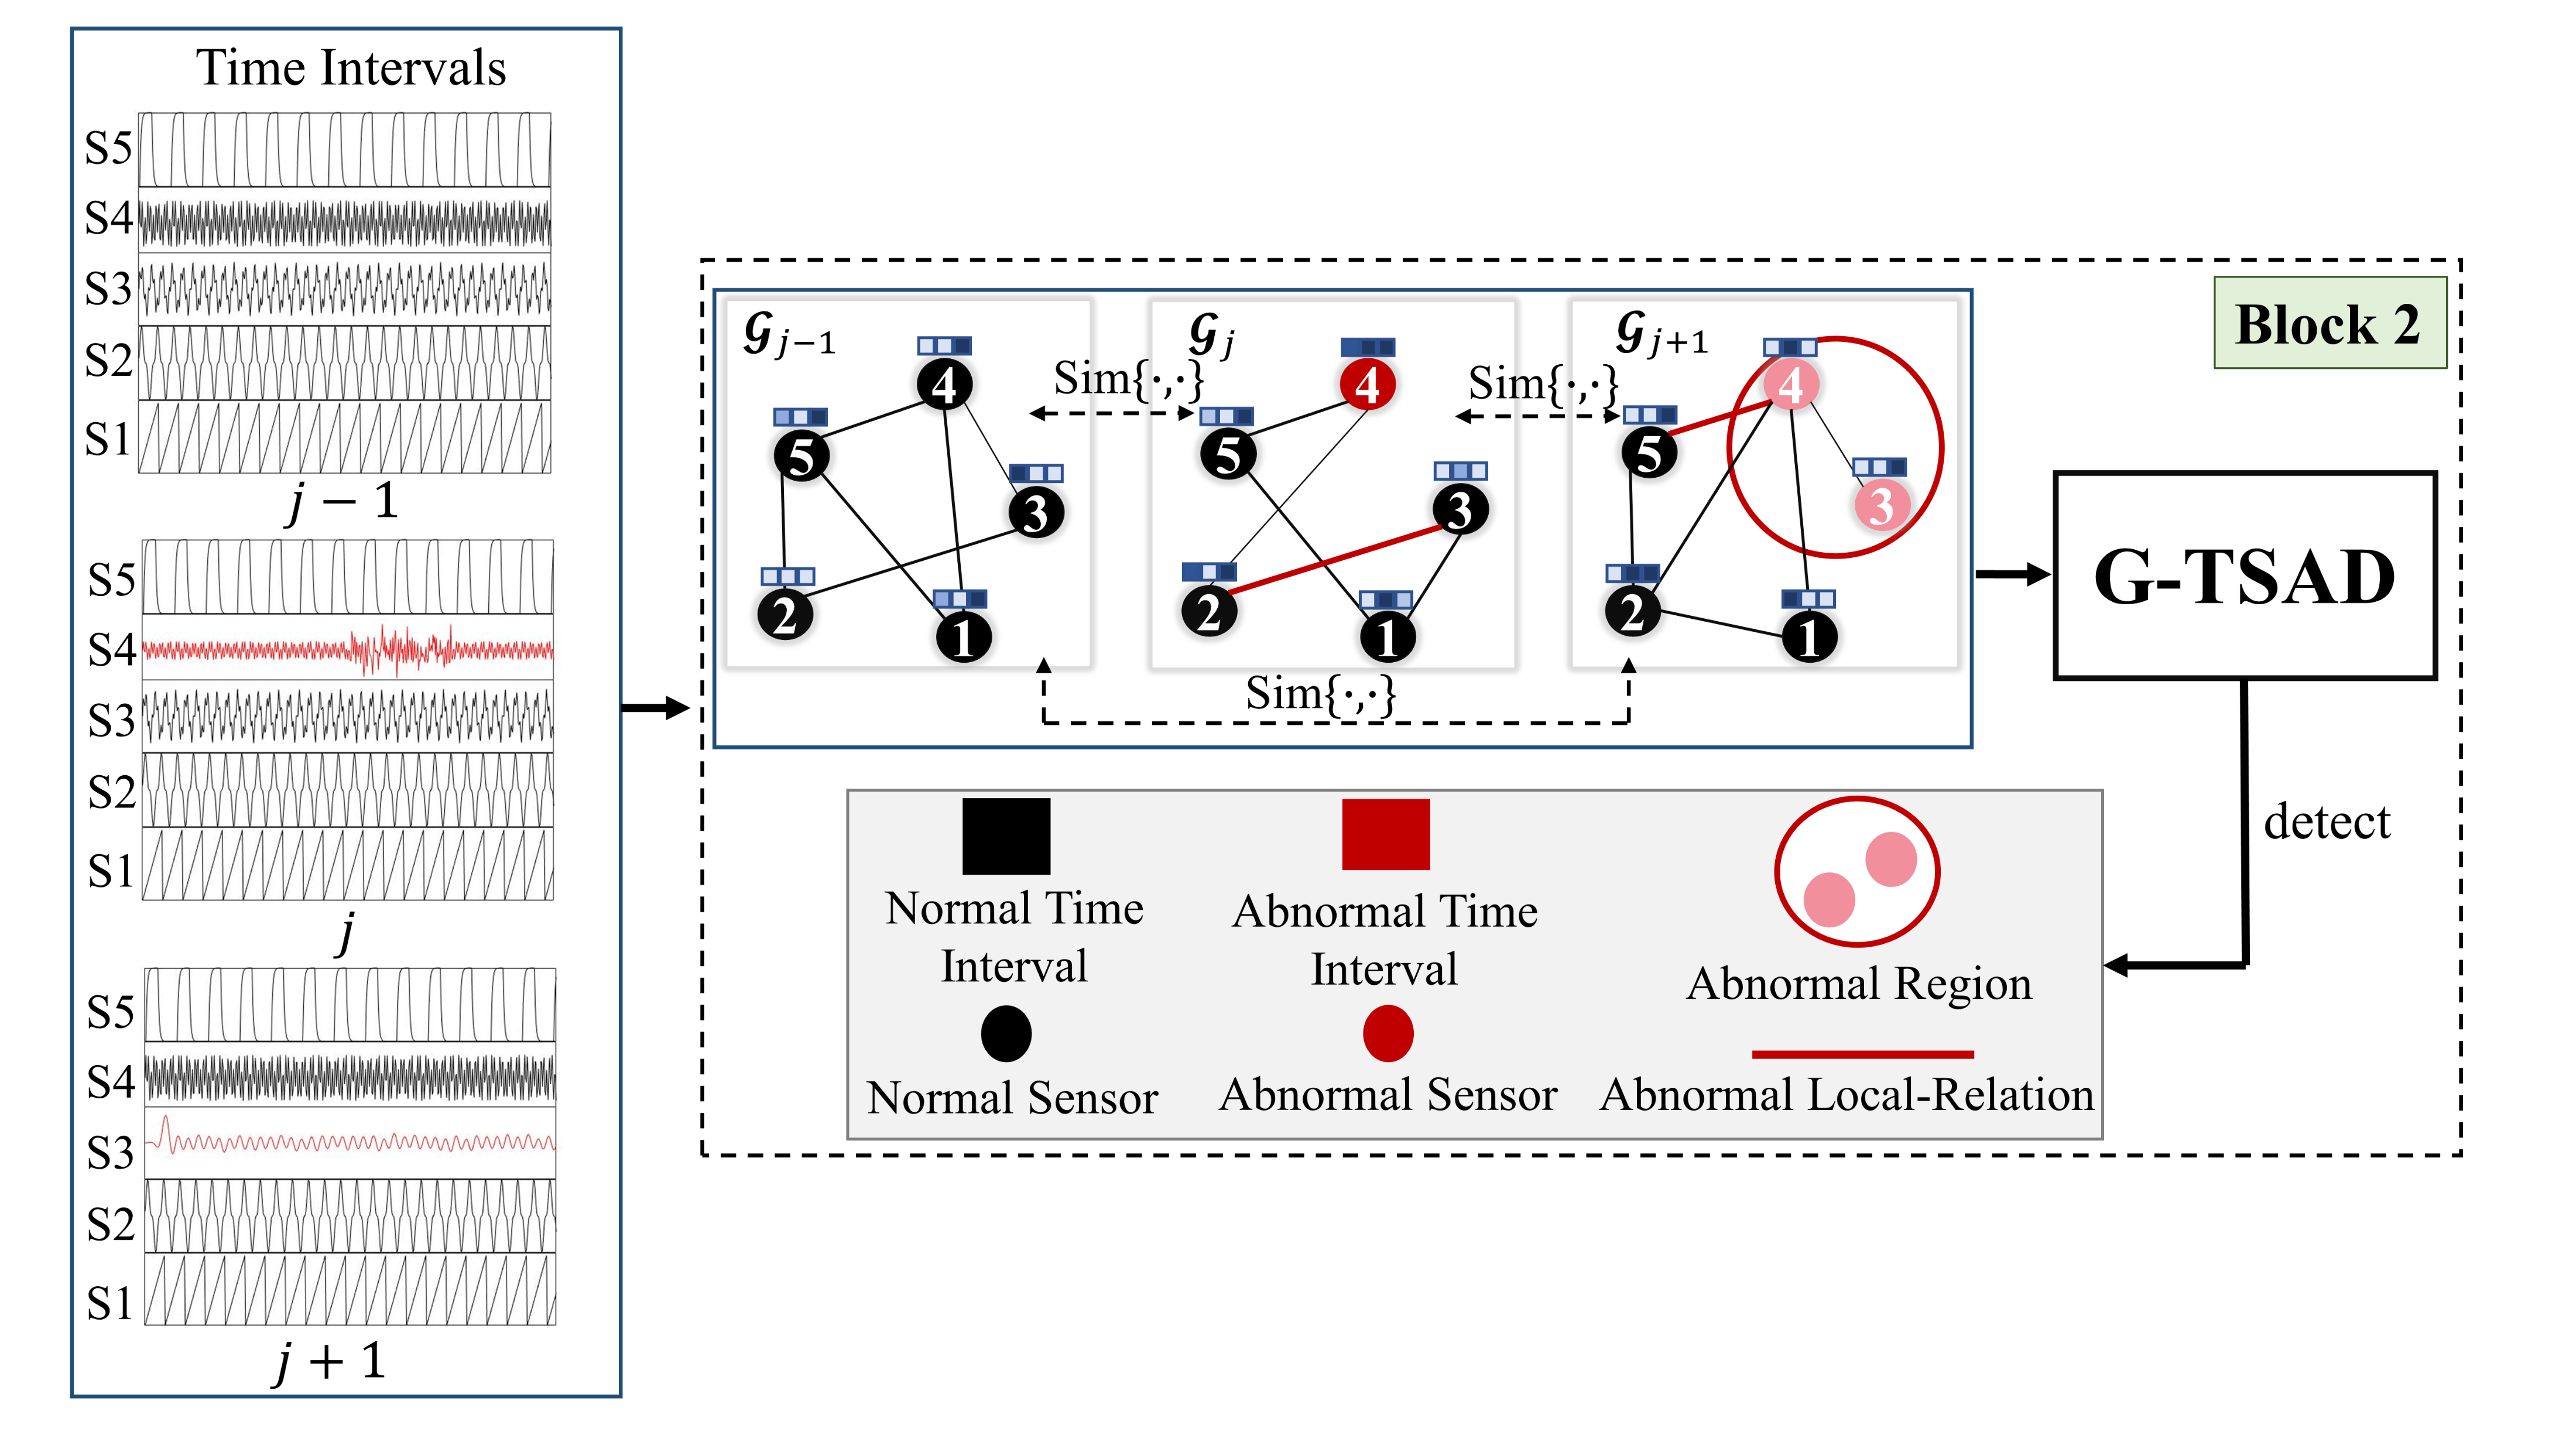 Time Intervals
S5
S4
S3
S2
S1
j − 1
S5
S4
S3
S2
S1
j
S5
S4
S3
S2
S1
j + 1
Block 2
𝓖j−1
4
5
3
2
1
Sim{·,·}
𝓖j
4
5
3
2
1
Sim{·,·}
𝓖j+1
4
5
3
2
1
Sim{·,·}
G-TSAD
detect
Normal Time
Interval
Abnormal Time
Interval
Abnormal Region
Normal Sensor
Abnormal Sensor
Abnormal Local-Relation